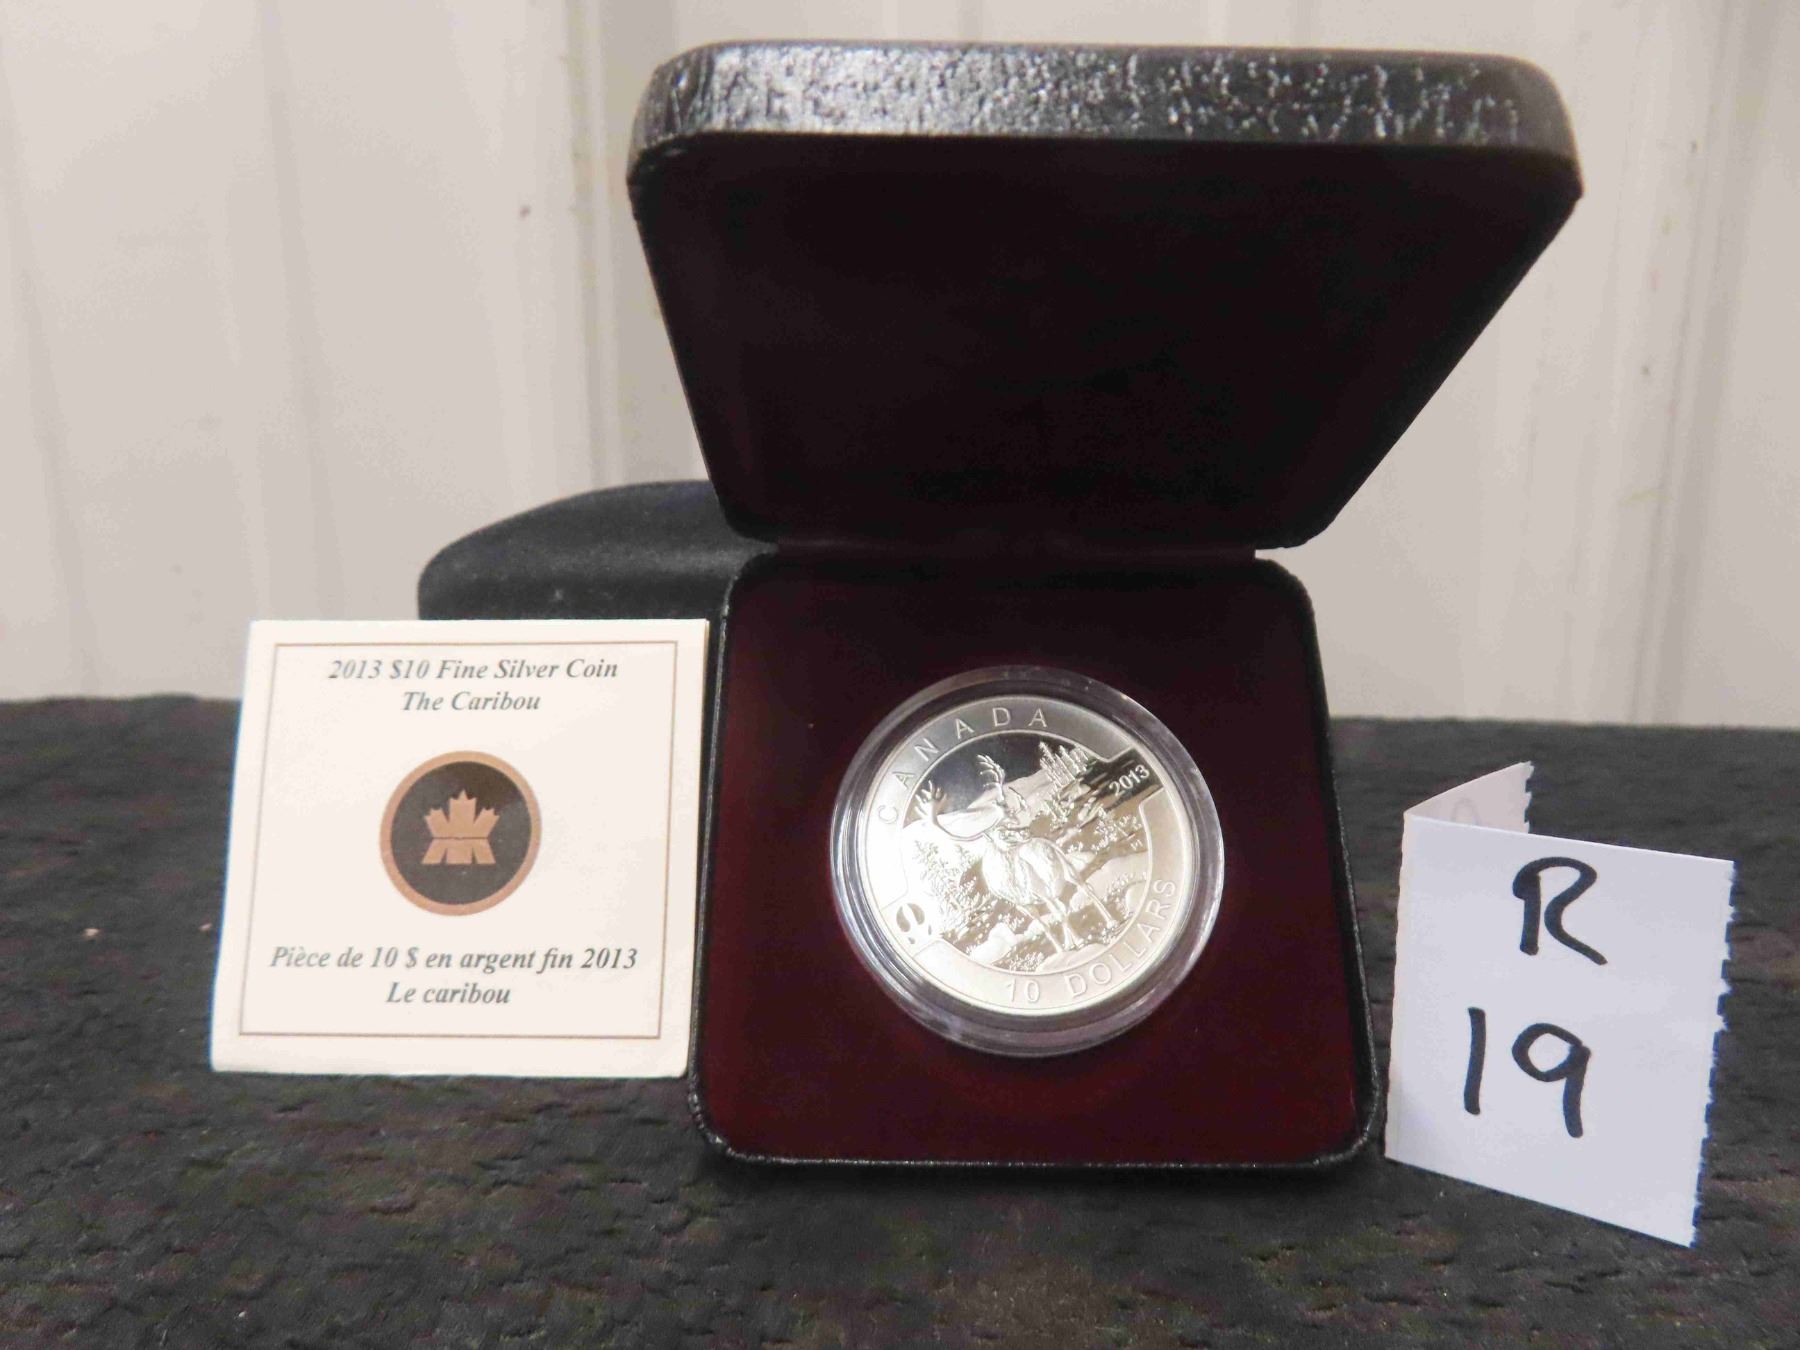 2013 $10 Fine Silver Coin
The Caribou
Pièce de 10 $ en argent fin 2013
Le caribou
CANADA
2013
10 DOLLARS
R
19